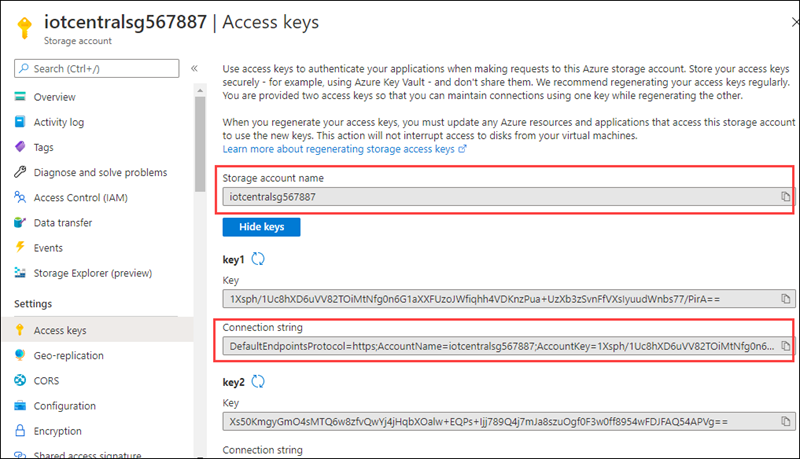 iotcentralsg567887 | Access keys
Storage account
Search (Ctrl+/)
«
Overview
Activity log
Tags
Diagnose and solve problems
Access Control (IAM)
Data transfer
Events
Storage Explorer (preview)
Settings
Access keys
Geo-replication
CORS
Configuration
Encryption
Shared access signature
Use access keys to authenticate your applications when making requests to this Azure storage account. Store your access keys
securely - for example, using Azure Key Vault - and don't share them. We recommend regenerating your access keys regularly.
You are provided two access keys so that you can maintain connections using one key while regenerating the other.
When you regenerate your access keys, you must update any Azure resources and applications that access this storage account
to use the new keys. This action will not interrupt access to disks from your virtual machines.
Learn more about regenerating storage access keys
Storage account name
iotcentralsg567887
Hide keys
key1
Key
Connection string
DefaultEndpointsProtocol=https;AccountName=iotcentralsg567887;AccountKey=1Xsph/1Uc8hXD6uVV82TOiMtNfg0n6...
key2
Key
Connection string